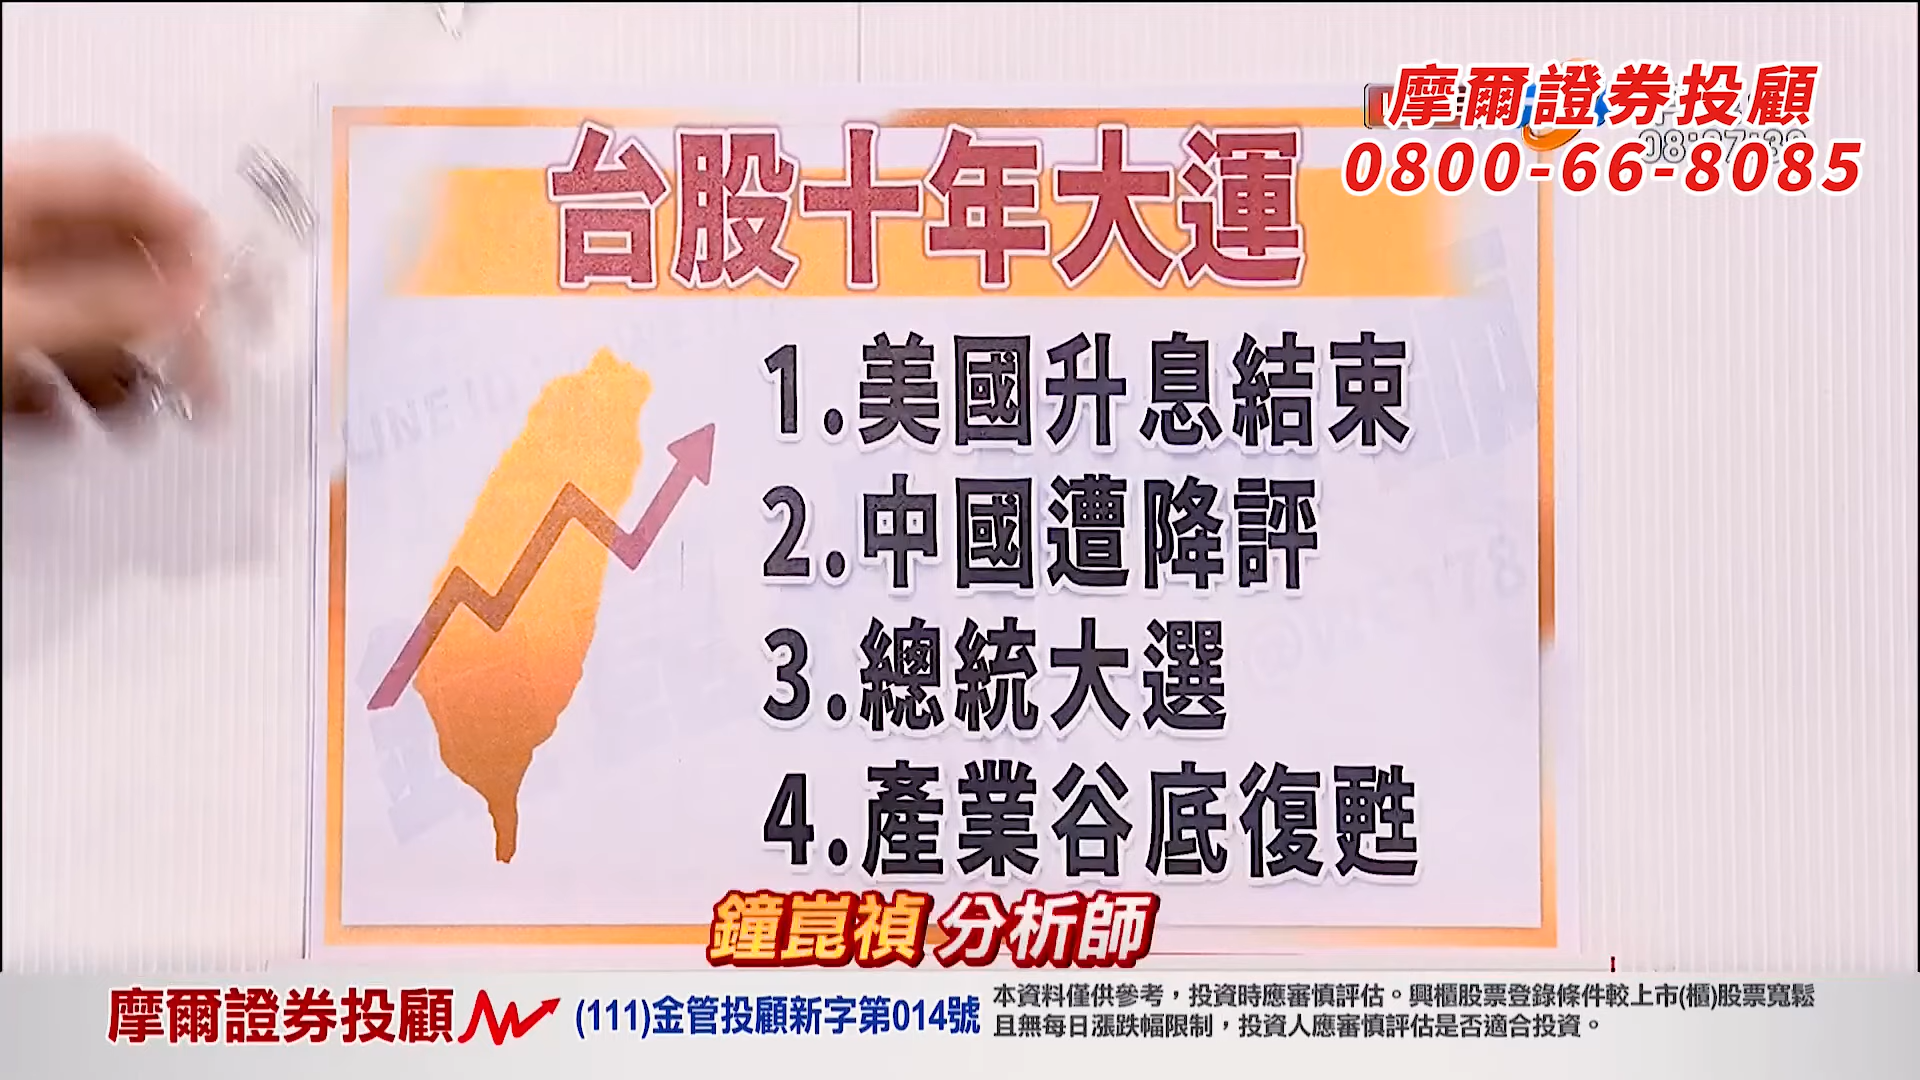 摩爾證券投顧
0800-66-8085
台股十年大運
1.美國升息結束
2.中國遭降評
3.總統大選
4.產業谷底復甦
鐘崑禎 分析師
摩爾證券投顧
(111)金管投顧新字第014號
本資料僅供參考，投資時應審慎評估。興櫃股票登錄條件較上市(櫃)股票寬鬆
且無每日漲跌幅限制，投資人應審慎評估是否適合投資。